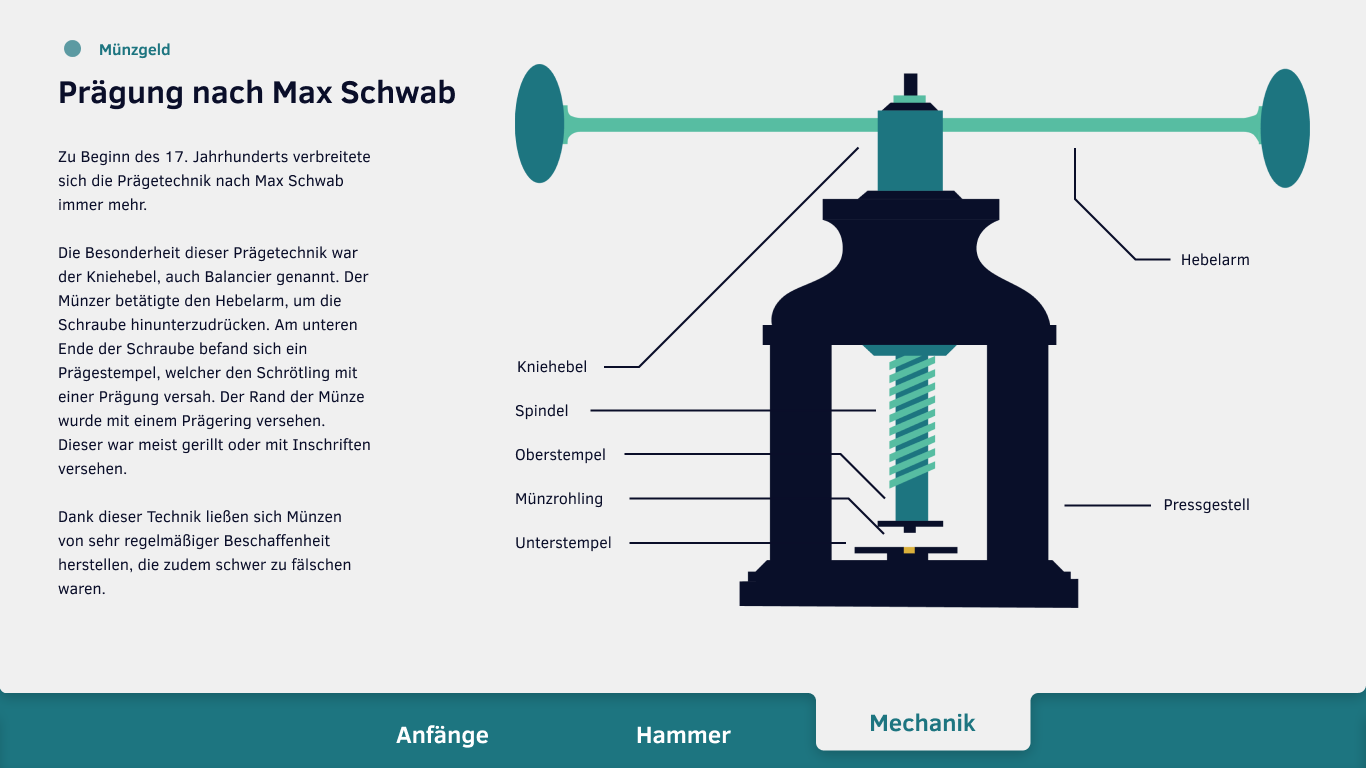 Münzgeld
Prägung nach Max Schwab
Zu Beginn des 17. Jahrhunderts verbreitete
sich die Prägetechnik nach Max Schwab
immer mehr.
Die Besonderheit dieser Prägetechnik war
der Kniehebel, auch Balancier genannt. Der
Münzer betätigte den Hebelarm, um die
Schraube hinunterzudrücken. Am unteren
Ende der Schraube befand sich ein
Prägestempel, welcher den Schrötling mit
einer Prägung versah. Der Rand der Münze
wurde mit einem Prägering versehen.
Dieser war meist gerillt oder mit Inschriften
versehen.
Dank dieser Technik ließen sich Münzen
von sehr regelmäßiger Beschaffenheit
herstellen, die zudem schwer zu fälschen
waren.
Hebelarm
Kniehebel
Spindel
Oberstempel
Münzrohling
Unterstempel
Pressgestell
Anfänge
Hammer
Mechanik